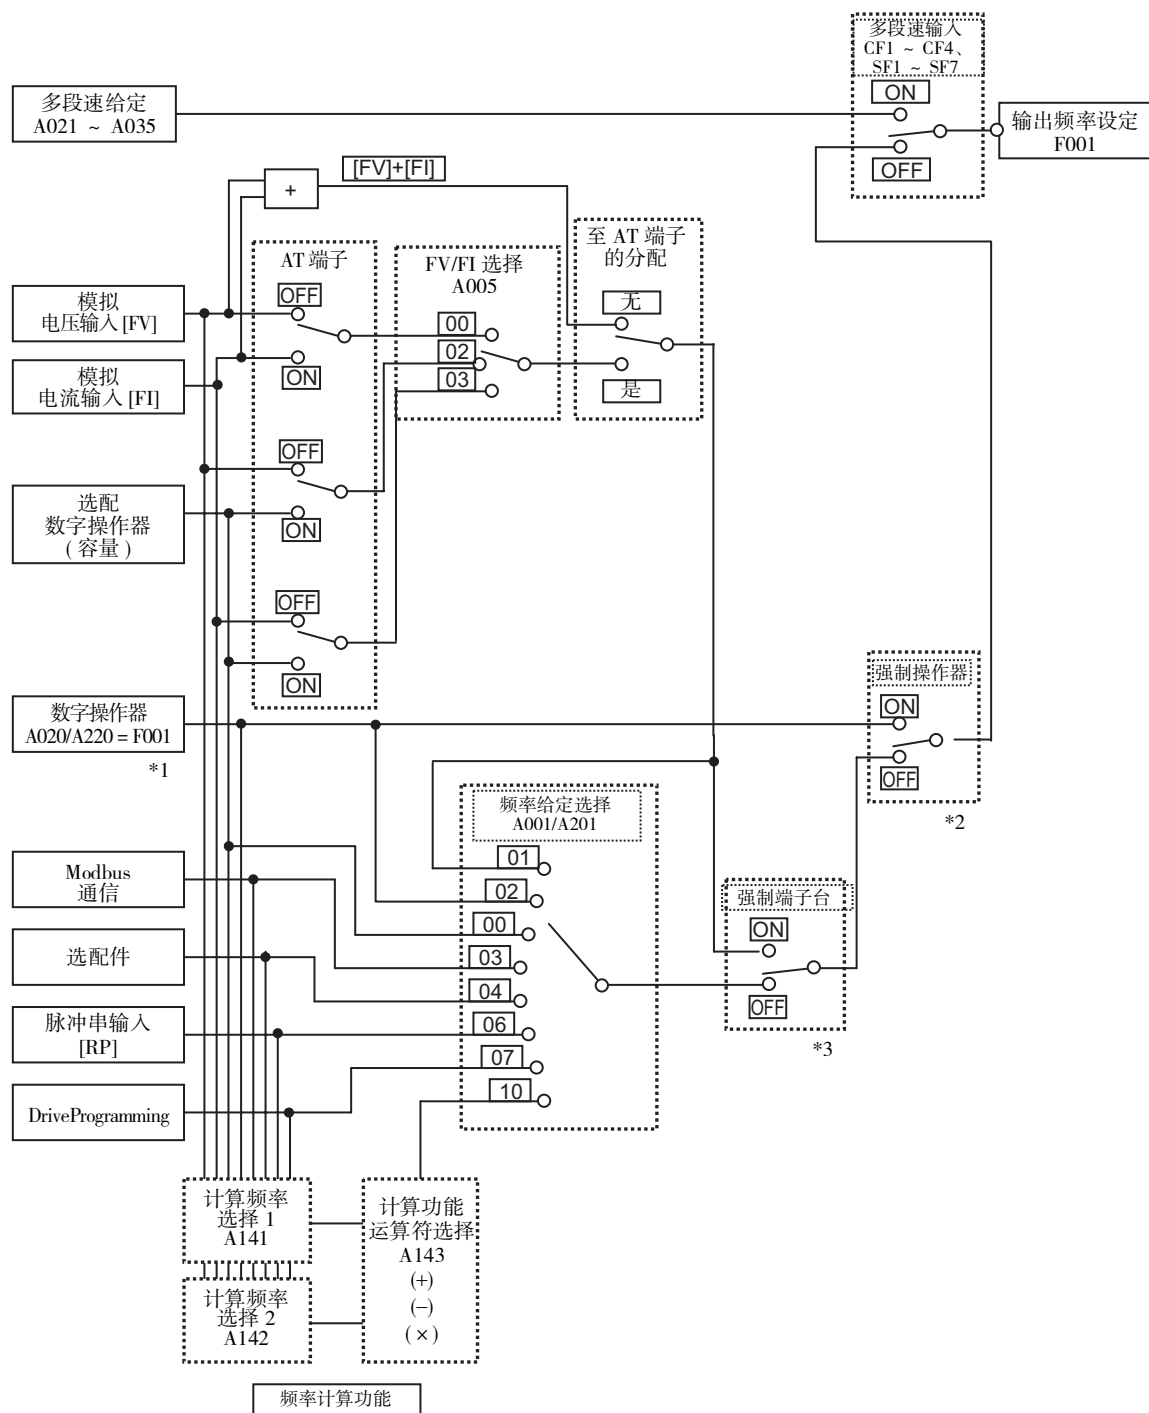 多段速输入
CF1 ~ CF4、
SF1 ~ SF7
ON
OFF
多段速给定
A021 ~ A035
输出频率设定
F001
+
[FV]+[FI]
AT 端子
OFF
ON
OFF
ON
OFF
ON
FV/FI 选择
A005
00
02
03
至 AT 端子
的分配
无
是
模拟
电压输入 [FV]
模拟
电流输入 [FI]
选配
数字操作器
( 容量 )
数字操作器
A020/A220 = F001
*1
强制操作器
ON
OFF
*2
频率给定选择
A001/A201
01
02
00
03
04
06
07
10
强制端子台
ON
OFF
*3
Modbus
通信
选配件
脉冲串输入
[RP]
DriveProgramming
计算频率
选择 1
A141
计算频率
选择 2
A142
计算功能
运算符选择
A143
(+)
(−)
( × )
频率计算功能